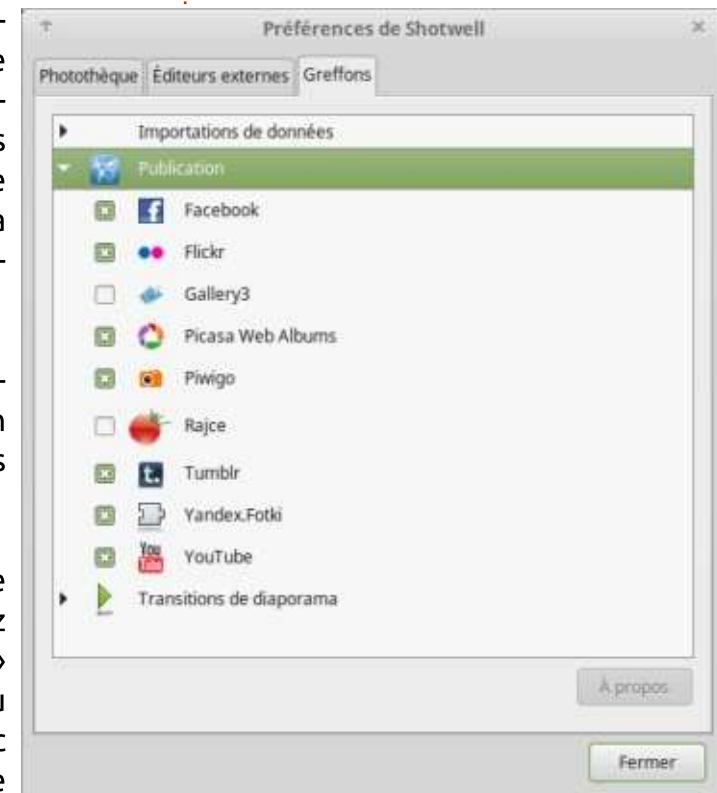 Préférences de Shotwell
Photothèque Éditeurs externes Greffons
Importations de données
Publication
Facebook
Flickr
Gallery3
Picasa Web Albums
Piwigo
Rajce
Tumblr
Yandex.Fotki
YouTube
Transitions de diaporama
À propos
Fermer